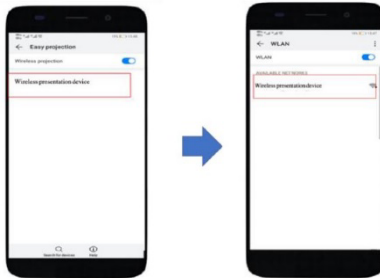 ← Easy projection
Wireless projection
Wireless presentation device
Search for devices
Help
← WLAN
WLAN
AVAILABLE NETWORKS
Wireless presentation device